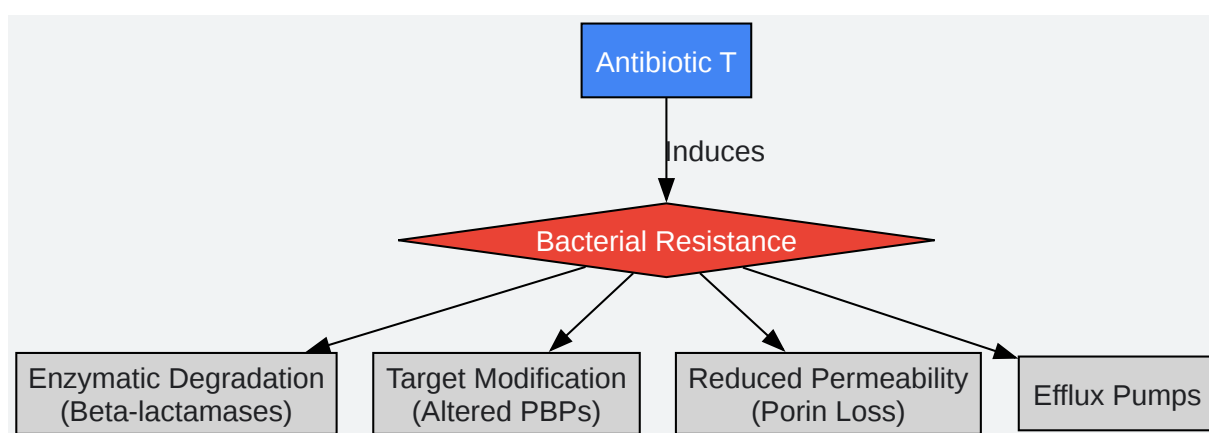 Antibiotic T
Induces
Bacterial Resistance
Enzymatic Degradation
(Beta-lactamases)
Target Modification
(Altered PBPs)
Reduced Permeability
(Porin Loss)
Efflux Pumps